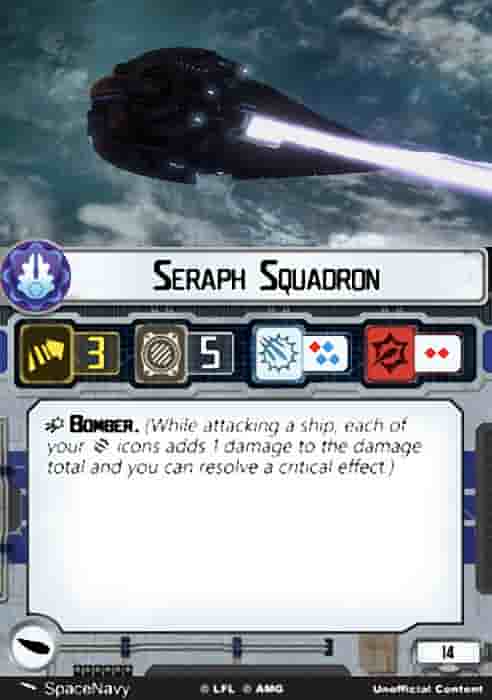 SERAPH SQUADRON
3 5
BOMBER. (While attacking a ship, each of
your icons adds 1 damage to the damage
total and you can resolve a critical effect.)
14
SpaceNavy © LFL © AMG Unofficial Content